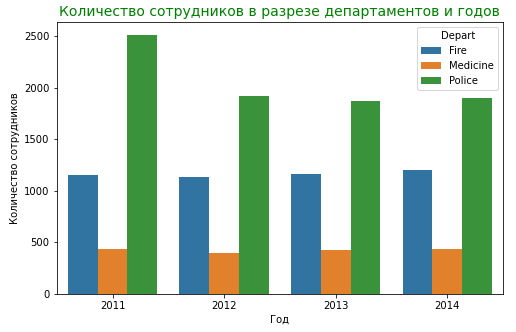 Количество сотрудников в разрезе департаментов и годов
Depart
Fire
Medicine
Police
Количество сотрудников
2500
2000
1500
1000
500
0
2011 2012 2013 2014
Год